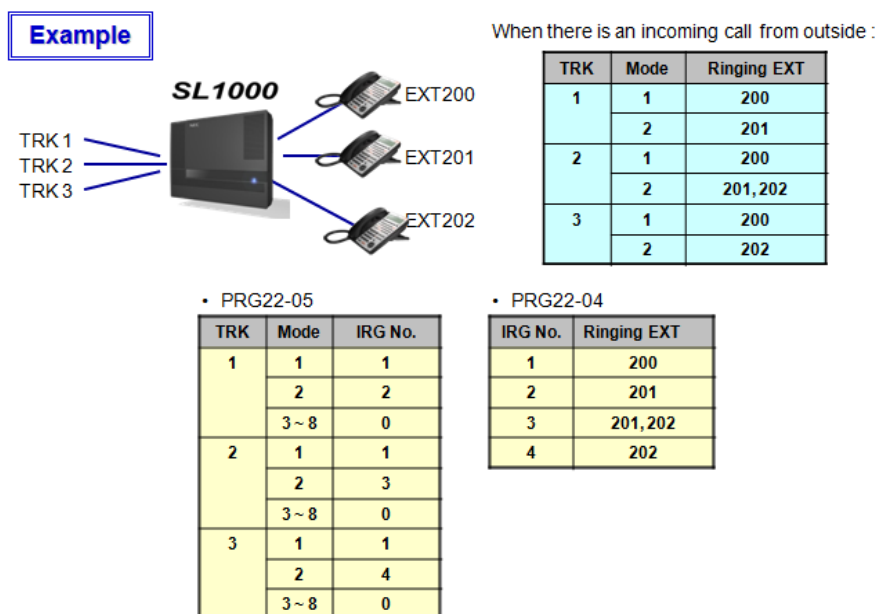 Example
When there is an incoming call from outside :
SL1000
TRK 1
TRK 2
TRK 3
EXT200
EXT201
EXT202
TRK Mode Ringing EXT
1 1 200
2 201
2 1 200
2 201,202
3 1 200
2 202
• PRG22-05
TRK Mode IRG No.
1 1 1
2 2
3 ~ 8 0
2 1 1
2 3
3 ~ 8 0
3 1 1
2 4
3 ~ 8 0
• PRG22-04
IRG No. Ringing EXT
1 200
2 201
3 201,202
4 202